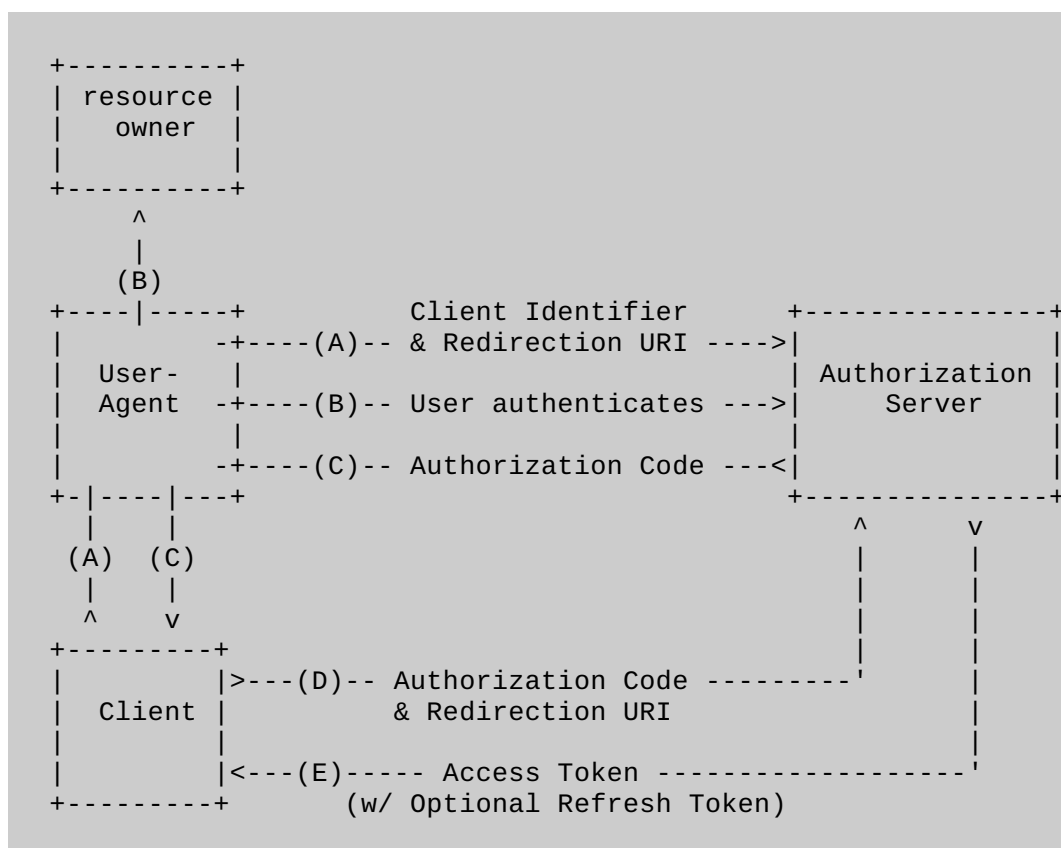 +----------+
| resource |
|   owner  |
|          |
+----------+
     ^
     |
    (B)
+----|-----+          Client Identifier      +---------------+
|         -+----(A)-- & Redirection URI ---->|               |
|  User-   |                                 | Authorization |
|  Agent  -+----(B)-- User authenticates --->|     Server    |
|          |                                 |               |
|         -+----(C)-- Authorization Code ---<|               |
+-|----|---+                                 +---------------+
  |    |                                         ^      v
 (A)  (C)                                        |      |
  |    |                                         |      |
  ^    v                                         |      |
+---------+                                      |      |
|         |>---(D)-- Authorization Code ---------'      |
|  Client |          & Redirection URI                  |
|         |                                             |
|         |<---(E)----- Access Token -------------------'
+---------+       (w/ Optional Refresh Token)